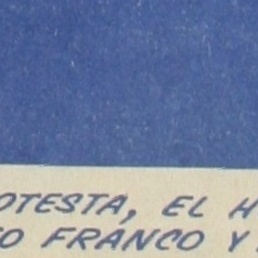 OTESTA, EL H
O FRANCO Y